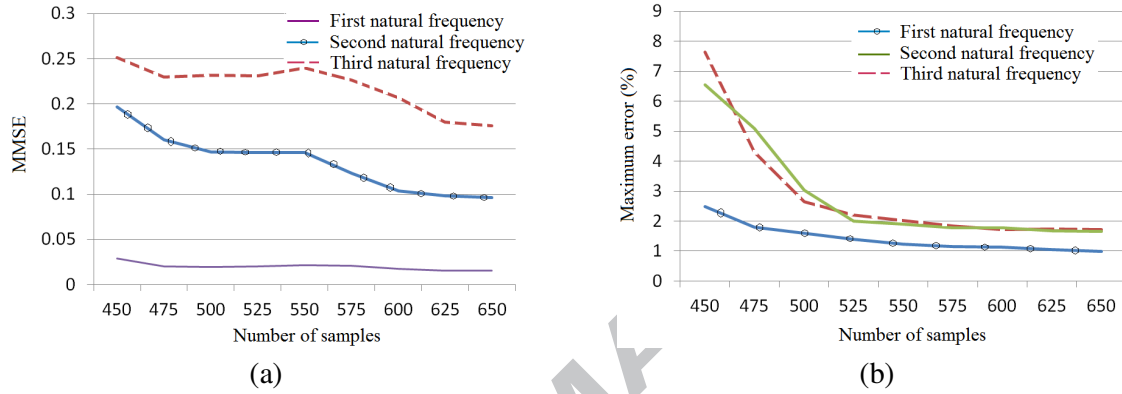 0.3
0.25
0.2
0.15
0.1
0.05
0
MMSE
First natural frequency
Second natural frequency
Third natural frequency
450 475 500 525 550 575 600 625 650
Number of samples
(a)
9
8
7
6
5
4
3
2
1
0
Maximum error (%)
First natural frequency
Second natural frequency
Third natural frequency
450 475 500 525 550 575 600 625 650
Number of samples
(b)